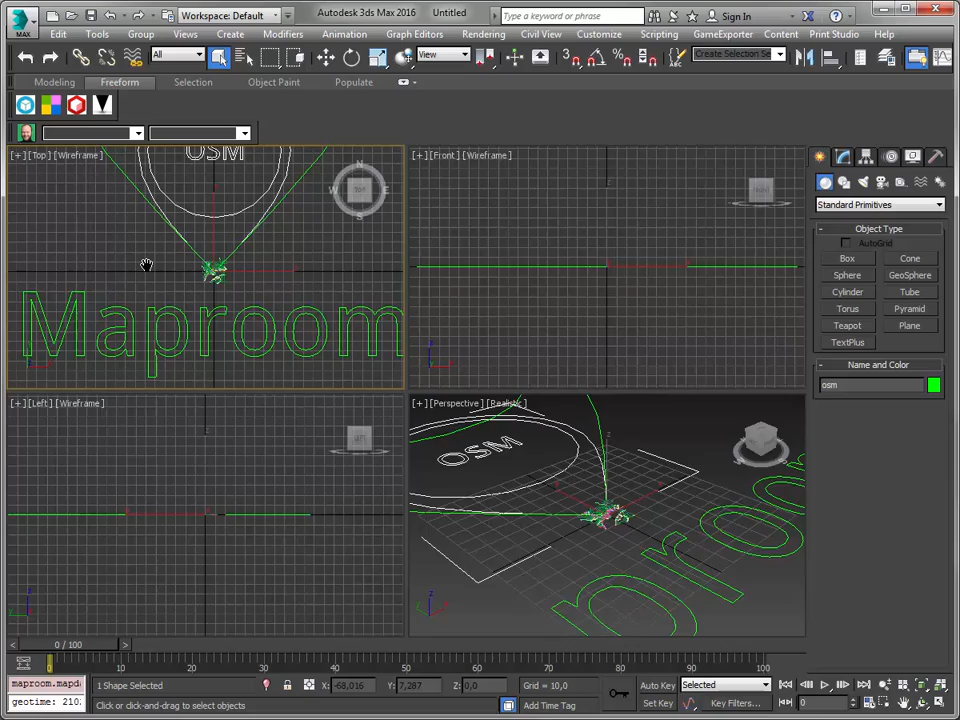 MAX
Workspace: Default
Autodesk 3ds Max 2016
Untitled
Type a keyword or phrase
Sign In
Edit
Tools
Group
Views
Create
Modifiers
Animation
Graph Editors
Rendering
Civil View
Customize
Scripting
GameExporter
Content
Print Studio
Help
All
View
Create Selection Se
Modeling
Freeform
Selection
Object Paint
Populate
[+] [Top] [Wireframe]
[+] [Front] [Wireframe]
OSM
N
W
TOP
E
S
FRONT
Maproom
[+] [Left] [Wireframe]
[+] [Perspective] [Realistic]
LEFT
OSM
proo
Standard Primitives
Object Type
AutoGrid
Box
Cone
Sphere
GeoSphere
Cylinder
Tube
Torus
Pyramid
Teapot
Plane
TextPlus
Name and Color
osm
0 / 100
0 10 20 30 40 50 60 70 80 90 100
maproom.mapd
geotime: 210
1 Shape Selected
X: -68,016
Y: 7,287
Z: 0,0
Grid = 10,0
Auto Key
Selected
Click or click-and-drag to select objects
Add Time Tag
Set Key
Key Filters...
0